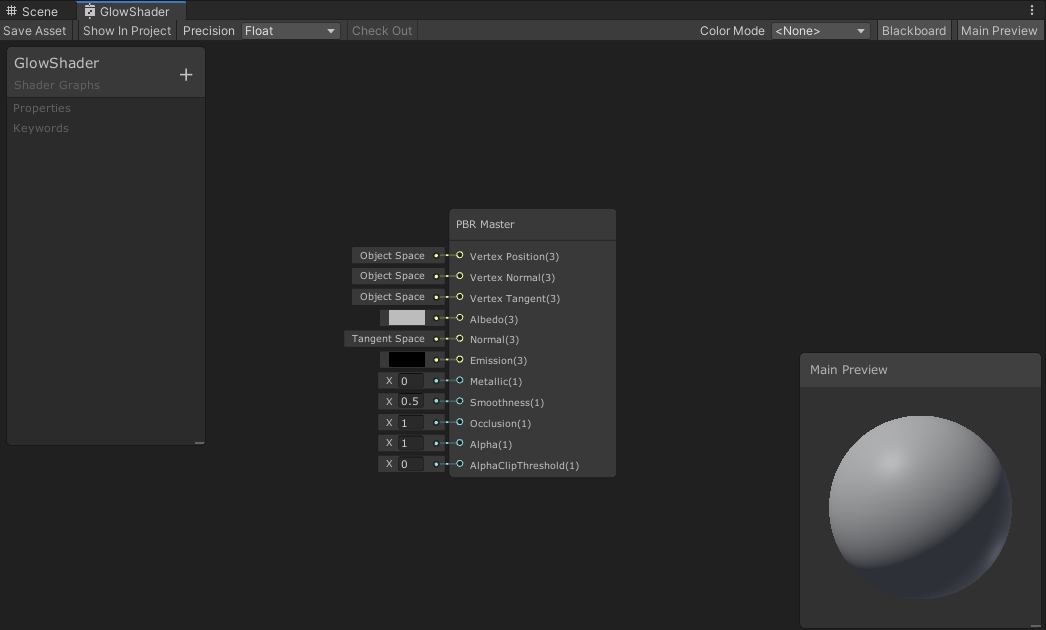 Scene GlowShader
Save Asset Show In Project Precision Float Check Out Color Mode <None> Blackboard Main Preview
GlowShader
Shader Graphs
Properties
Keywords
PBR Master
Object Space Vertex Position(3)
Object Space Vertex Normal(3)
Object Space Vertex Tangent(3)
Albedo(3)
Tangent Space Normal(3)
Emission(3)
X 0 Metallic(1)
X 0.5 Smoothness(1)
X 1 Occlusion(1)
X 1 Alpha(1)
X 0 AlphaClipThreshold(1)
Main Preview